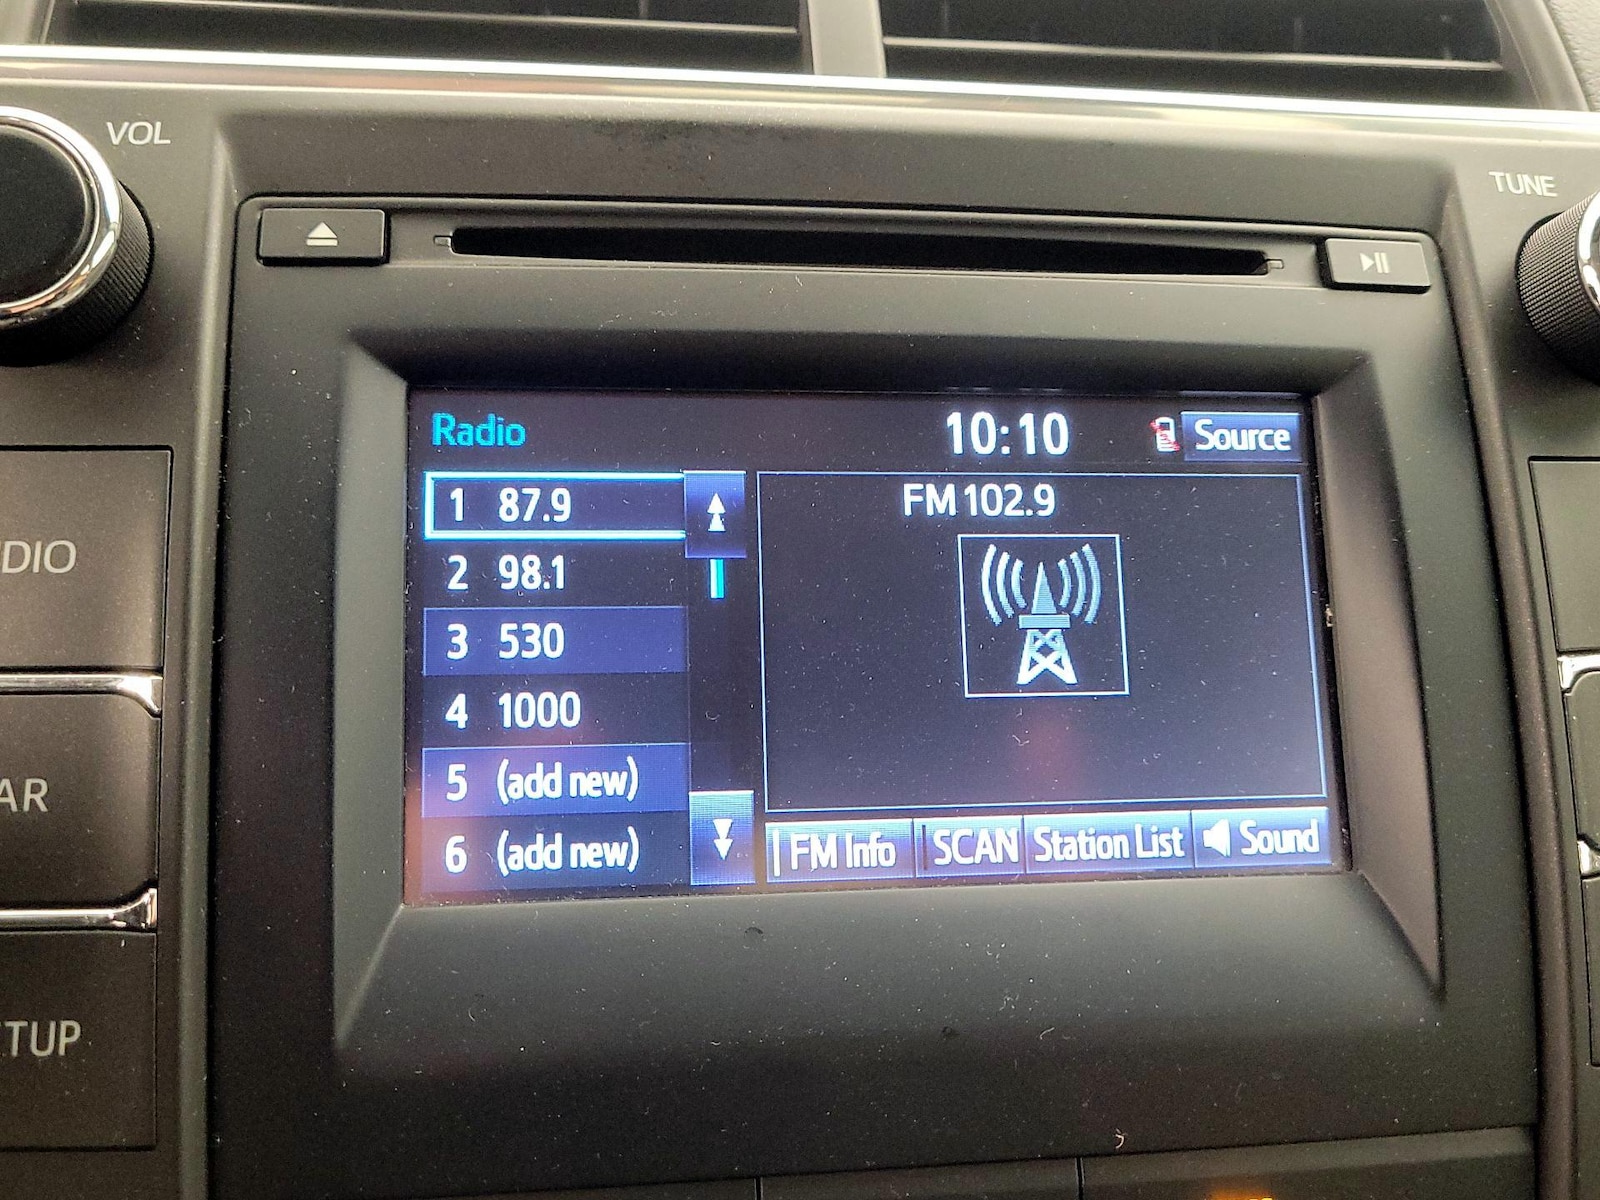 VOL
TUNE
DIO
AR
TUP
Radio
10:10
Source
1 87.9
2 98.1
3 530
4 1000
5 (add new)
6 (add new)
FM 102.9
FM Info
SCAN
Station List
Sound